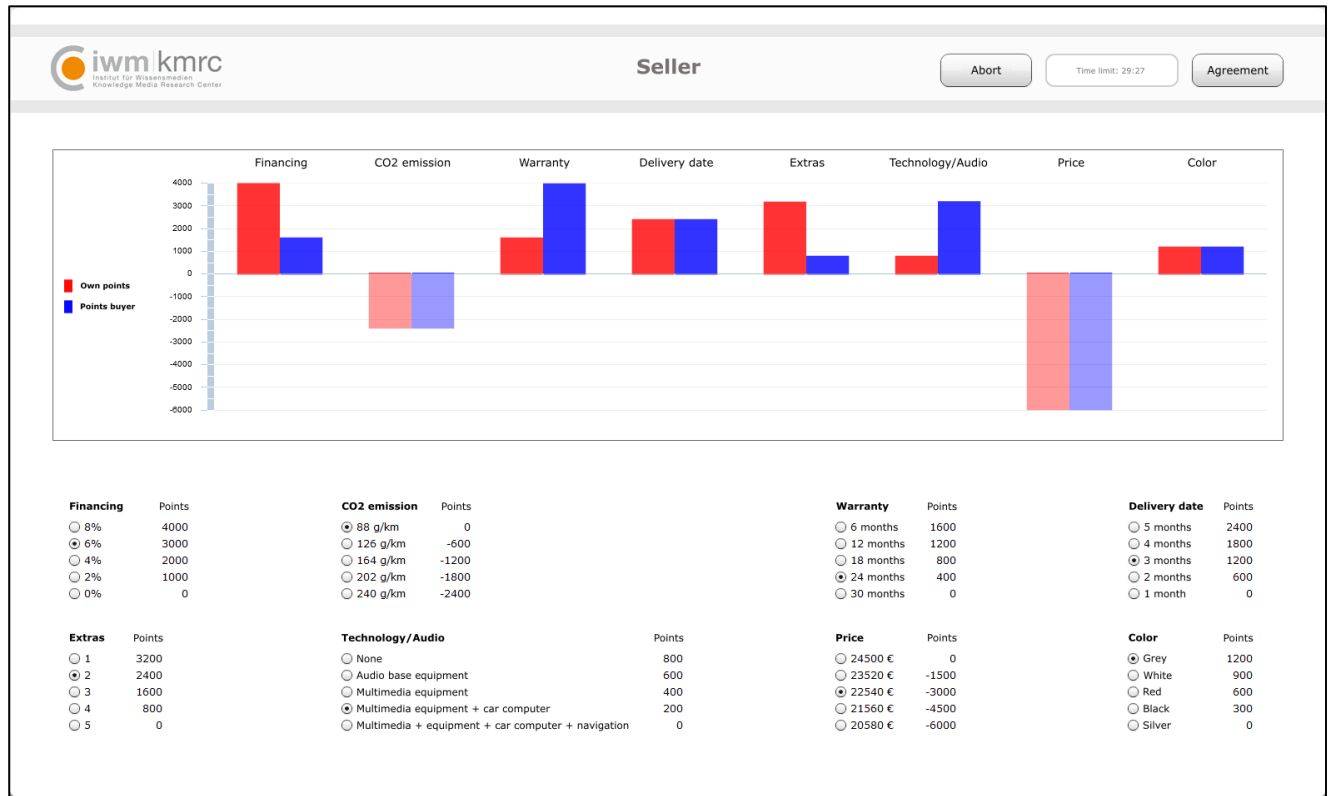 iwm kmrc
Institut für Wissensmedien
Knowledge Media Research Center
Seller
Abort
Time limit: 29:27
Agreement
Financing CO2 emission Warranty Delivery date Extras Technology/Audio Price Color
4000
3000
2000
1000
0
-1000
-2000
-3000
-4000
-5000
-6000
Own points
Points buyer
Financing Points
8% 4000
6% 3000
4% 2000
2% 1000
0% 0
CO2 emission Points
88 g/km 0
126 g/km -600
164 g/km -1200
202 g/km -1800
240 g/km -2400
Warranty Points
6 months 1600
12 months 1200
18 months 800
24 months 400
30 months 0
Delivery date Points
5 months 2400
4 months 1800
3 months 1200
2 months 600
1 month 0
Extras Points
1 3200
2 2400
3 1600
4 800
5 0
Technology/Audio Points
None 800
Audio base equipment 600
Multimedia equipment 400
Multimedia equipment + car computer 200
Multimedia + equipment + car computer + navigation 0
Price Points
24500 € 0
23520 € -1500
22540 € -3000
21560 € -4500
20580 € -6000
Color Points
Grey 1200
White 900
Red 600
Black 300
Silver 0